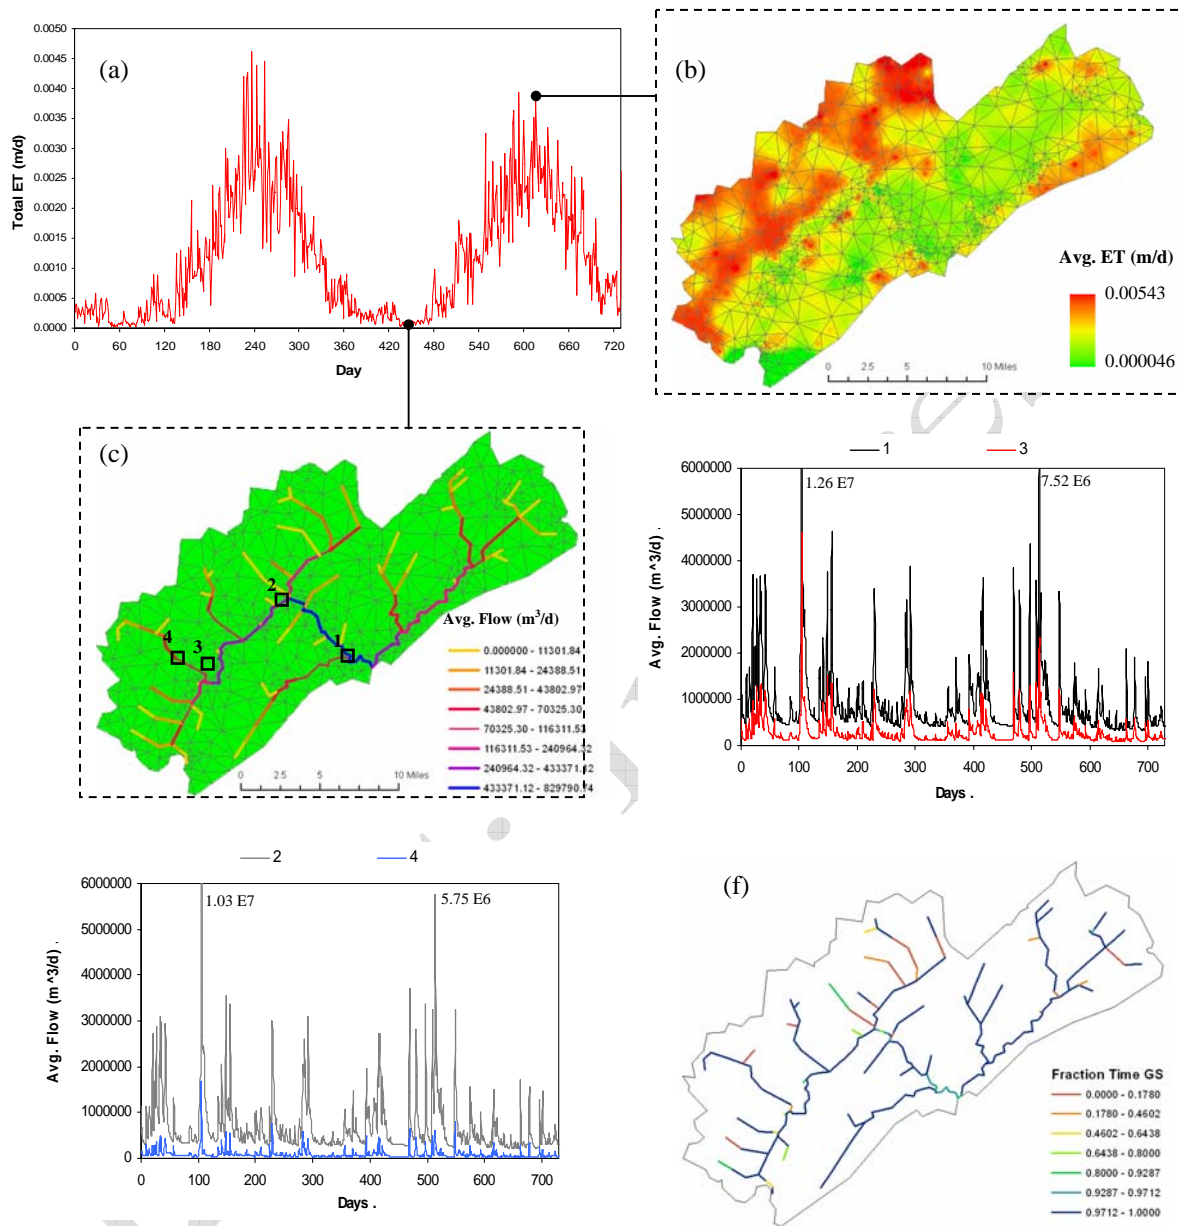 (a)
Total ET (m/d)
0.0050
0.0045
0.0040
0.0035
0.0030
0.0025
0.0020
0.0015
0.0010
0.0005
0.0000
0 60 120 180 240 300 360 420 480 540 600 660 720
Day
(b)
Avg. ET (m/d)
0.00543
0.000046
0 2.5 5 10 Miles
(c)
2
1
4
3
Avg. Flow (m3/d)
0.000000 - 11301.84
11301.84 - 24388.51
24388.51 - 43802.97
43802.97 - 70325.30
70325.30 - 116311.53
116311.53 - 240964.32
240964.32 - 433371.12
433371.12 - 829790.74
0 2.5 5 10 Miles
1 3
Avg. Flow (m^3/d) .
6000000
5000000
4000000
3000000
2000000
1000000
0
1.26 E7 7.52 E6
0 100 200 300 400 500 600 700
Days .
2 4
Avg. Flow (m^3/d) .
6000000
5000000
4000000
3000000
2000000
1000000
0
1.03 E7 5.75 E6
0 100 200 300 400 500 600 700
Days .
(f)
Fraction Time GS
0.0000 - 0.1780
0.1780 - 0.4602
0.4602 - 0.6438
0.6438 - 0.8000
0.8000 - 0.9287
0.9287 - 0.9712
0.9712 - 1.0000